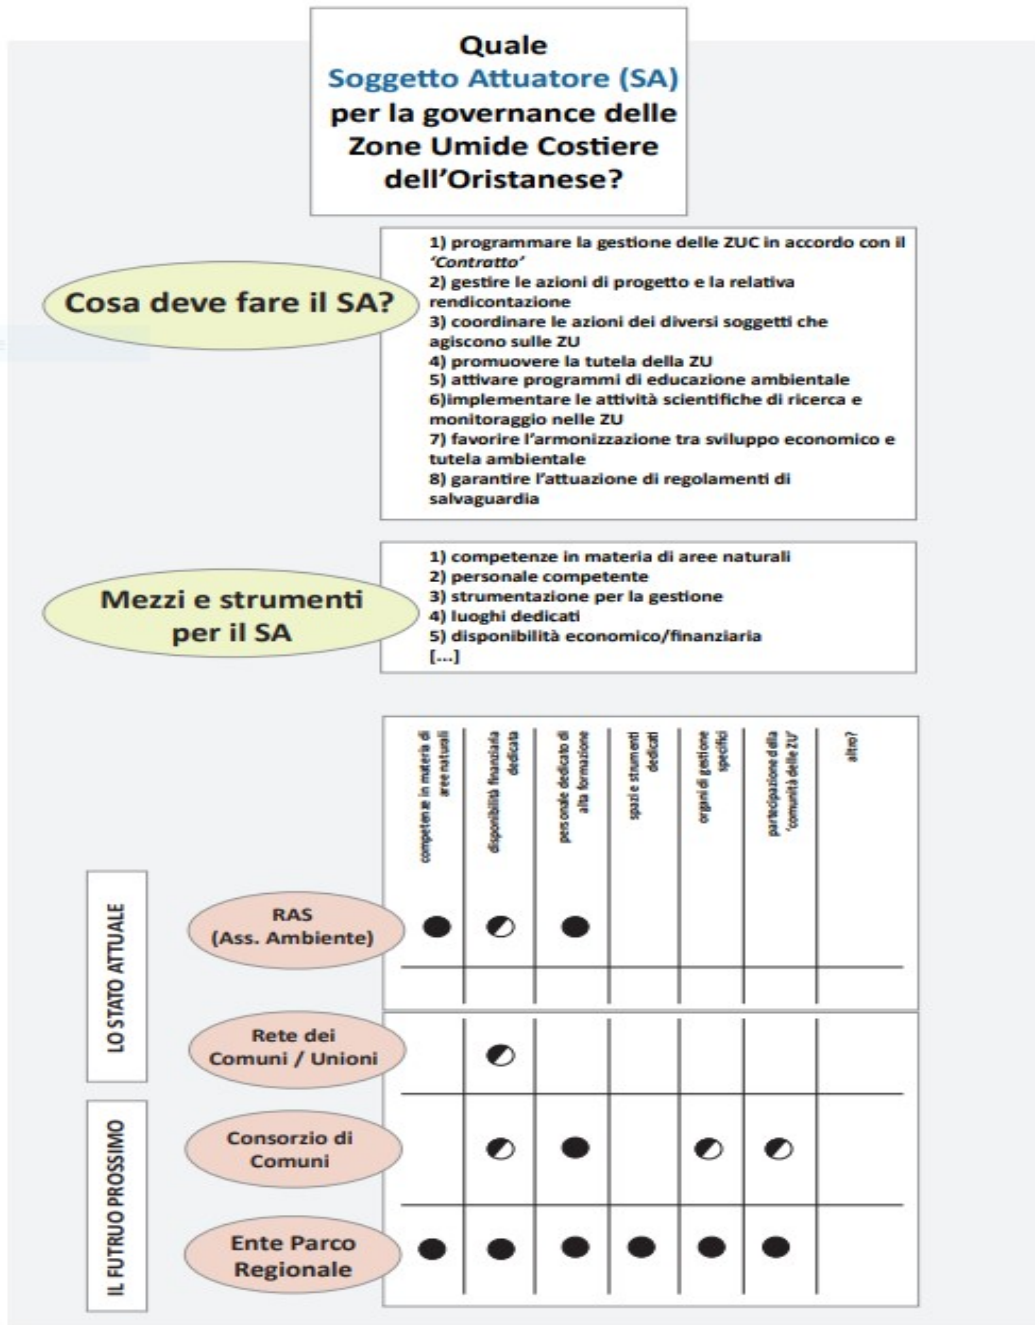 Quale
Soggetto Attuatore (SA)
per la governance delle
Zone Umide Costiere
dell'Oristanese?
Cosa deve fare il SA?
1) programmare la gestione delle ZUC in accordo con il
'Contratto'
2) gestire le azioni di progetto e la relativa
rendicontazione
3) coordinare le azioni dei diversi soggetti che
agiscono sulle ZU
4) promuovere la tutela della ZU
5) attivare programmi di educazione ambientale
6)implementare le attività scientifiche di ricerca e
monitoraggio nelle ZU
7) favorire l'armonizzazione tra sviluppo economico e
tutela ambientale
8) garantire l'attuazione di regolamenti di
salvaguardia
Mezzi e strumenti
per il SA
1) competenze in materia di aree naturali
2) personale competente
3) strumentazione per la gestione
4) luoghi dedicati
5) disponibilità economico/finanziaria
[...]
competenze in materia di
aree naturali
disponibilità finanziaria
dedicata
personale dedicato di
alta formazione
spazi e strumenti
dedicati
organi di gestione
specifici
partecipazione della
'comunità delle ZU'
altro?
LO STATO ATTUALE
RAS
(Ass. Ambiente)
Rete dei
Comuni / Unioni
IL FUTRUO PROSSIMO
Consorzio di
Comuni
Ente Parco
Regionale